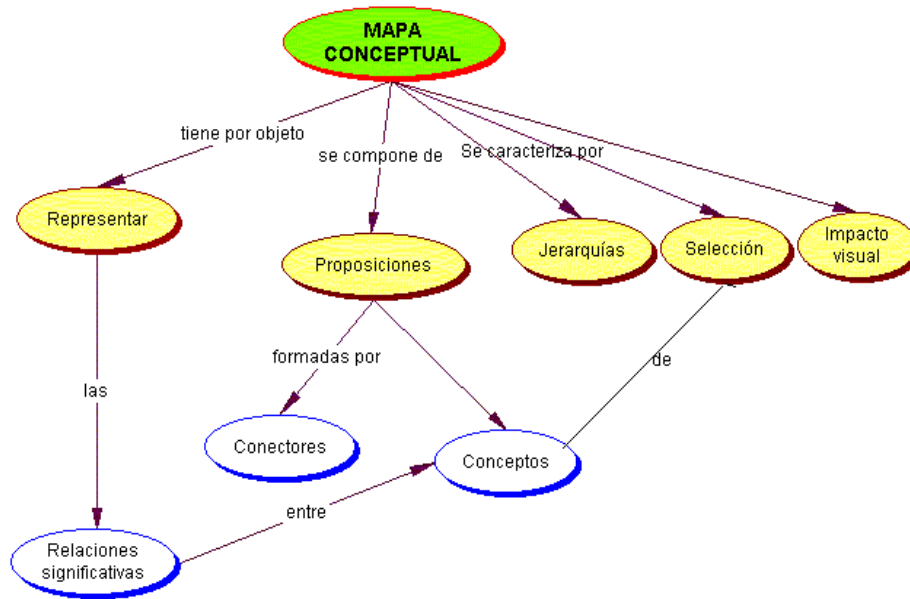 MAPA
CONCEPTUAL
tiene por objeto
se compone de
Se caracteriza por
Representar
Proposiciones
Jerarquías
Selección
Impacto
visual
formadas por
de
las
Conectores
Conceptos
entre
Relaciones
significativas